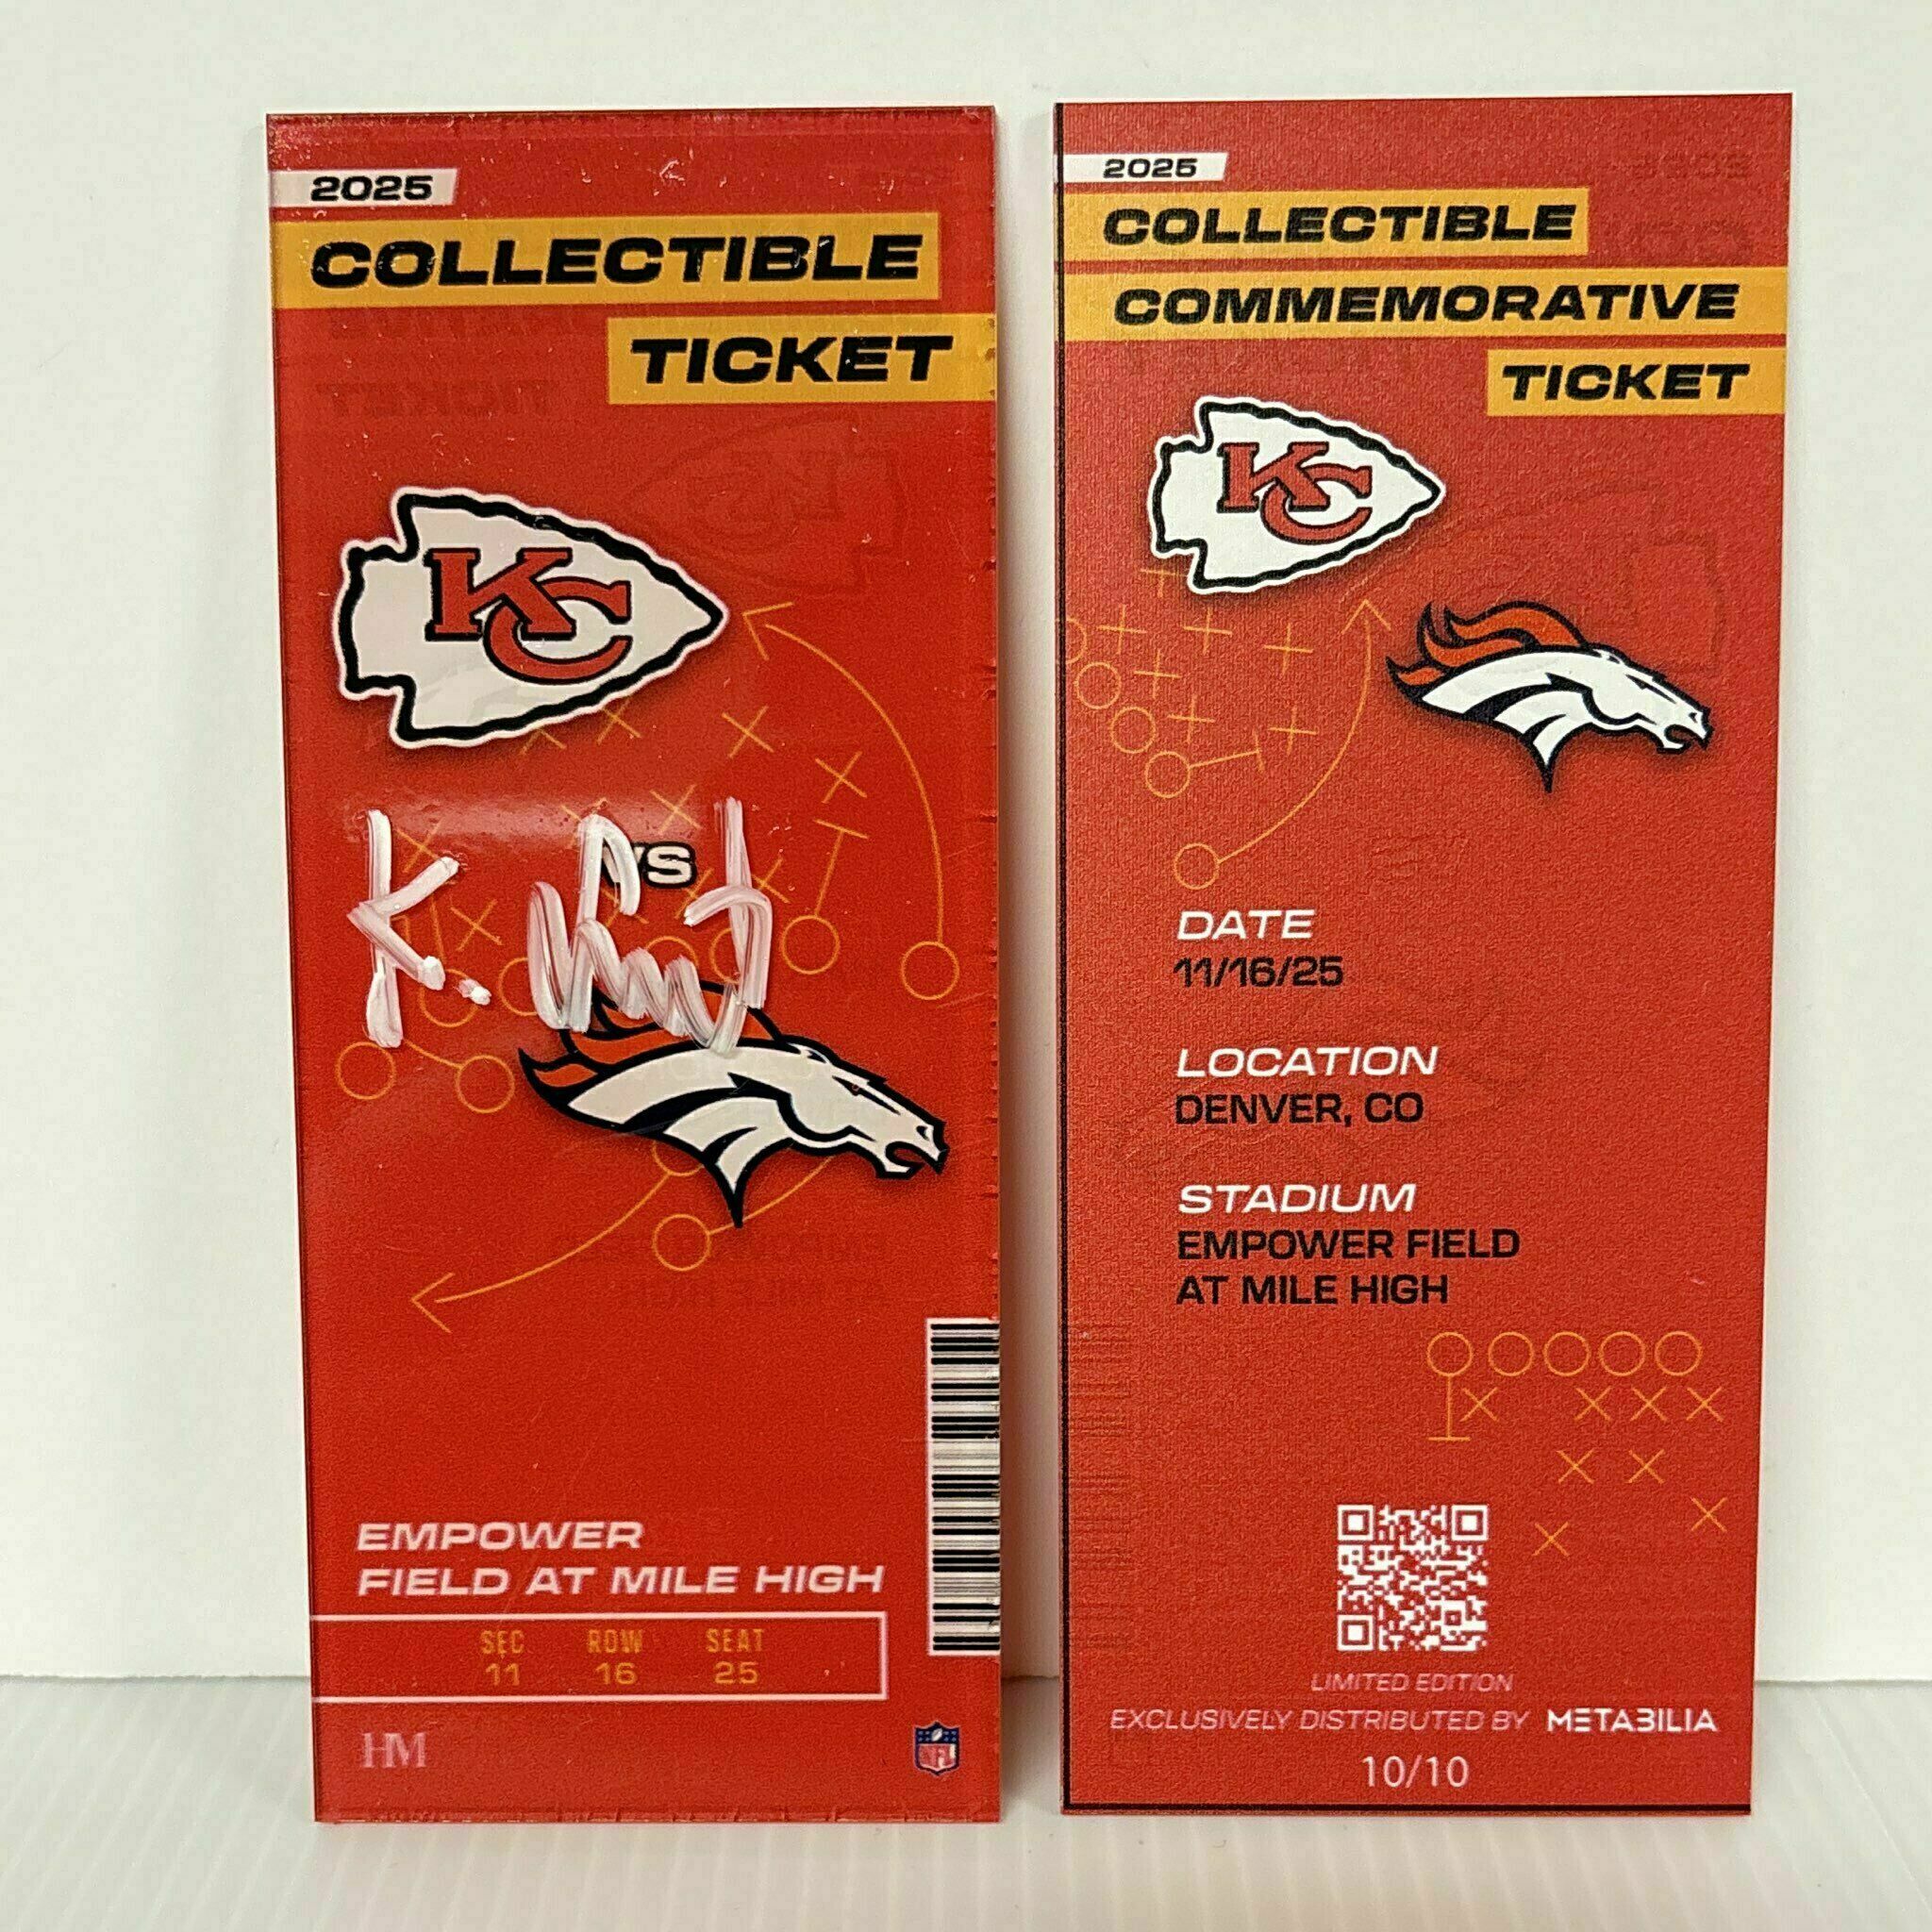 2025
COLLECTIBLE
TICKET
KC
VS
K.
EMPOWER
FIELD AT MILE HIGH
SEC ROW SEAT
11 16 25
HM
NFL
2025
COLLECTIBLE
COMMEMORATIVE
TICKET
KC
DATE
11/16/25
LOCATION
DENVER, CO
STADIUM
EMPOWER FIELD
AT MILE HIGH
LIMITED EDITION
EXCLUSIVELY DISTRIBUTED BY METABILIA
10/10